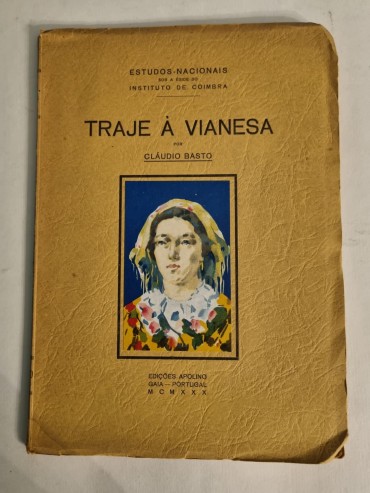 ESTUDOS-NACIONAIS
SOB A ÉGIDE DO
INSTITUTO DE COIMBRA
TRAJE À VIANESA
POR
CLÁUDIO BASTO
EDIÇÕES APOLINO
GAIA — PORTUGAL
MCMXXX